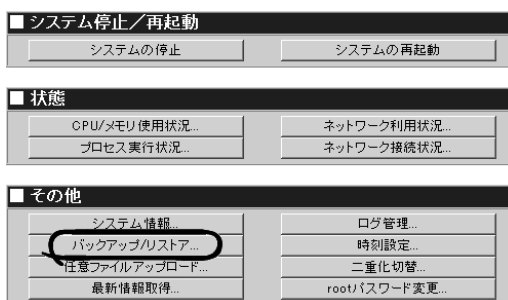 ■ システム停止／再起動
システムの停止 システムの再起動
■ 状態
CPU/メモリ使用状況... ネットワーク利用状況...
プロセス実行状況... ネットワーク接続状況...
■ その他
システム情報... ログ管理...
バックアップ/リストア... 時刻設定...
任意ファイルアップロード... 二重化切替...
最新情報取得... rootパスワード変更...